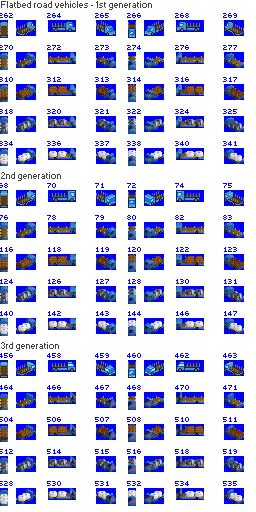 Flatbed road vehicles - 1st generation
262 264 265 266 268 269
270 272 273 274 276 277
310 312 313 314 316 317
318 320 321 322 324 325
334 336 337 338 340 341
2nd generation
68 70 71 72 74 75
76 78 79 80 82 83
116 118 119 120 122 123
124 126 127 128 130 131
140 142 143 144 146 147
3rd generation
456 458 459 460 462 463
464 466 467 468 470 471
504 506 507 508 510 511
512 514 515 516 518 519
528 530 531 532 534 535